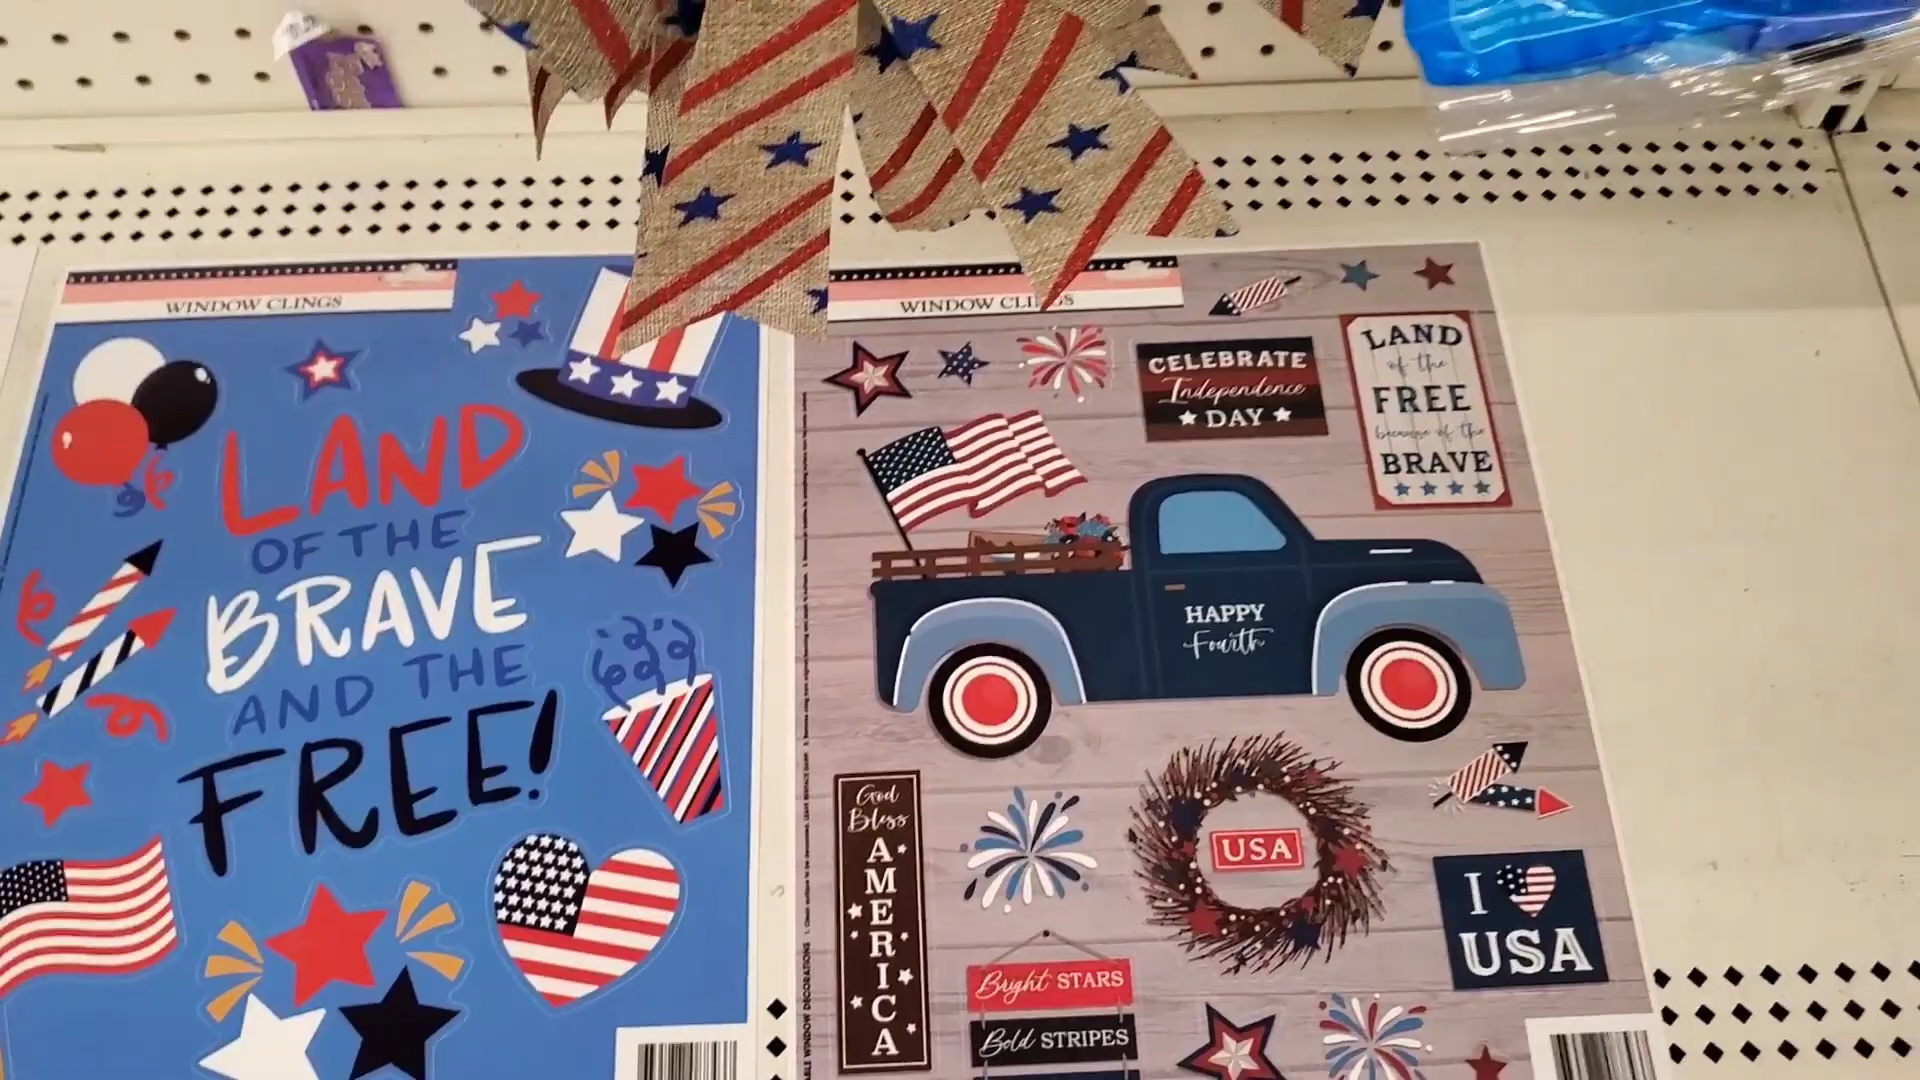 WINDOW CLINGS
LAND
OF THE
BRAVE
AND THE
FREE!
WINDOW CLINGS
CELEBRATE
Independence
DAY
LAND
of the
FREE
because of the
BRAVE
HAPPY
Fourth
God
Bless
AMERICA
USA
I
USA
Bright STARS
Bold STRIPES